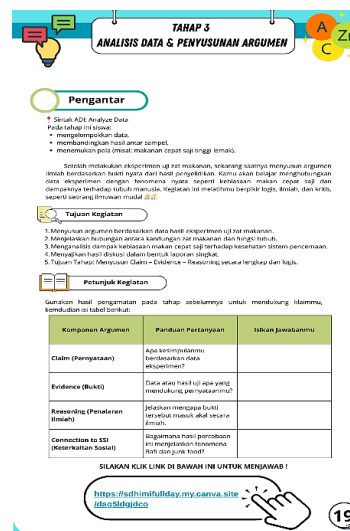 TAHAP 3
ANALISIS DATA & PENYUSUNAN ARGUMEN
A
C
Pengantar
Sintak ADI: Analyze Data
Pada tahap ini siswa:
• mengelompokkan data,
• membandingkan hasil antar sampel,
• menemukan pola (misal: makanan cepat saji tinggi lemak).
Setelah melakukan eksperimen uji zat makanan, sekarang saatnya menyusun argumen
ilmiah berdasarkan bukti nyata dari hasil penyelidikan. Kamu akan belajar menghubungkan
data eksperimen dengan fenomena nyata seperti kebiasaan makan cepat saji dan
dampaknya terhadap tubuh manusia. Kegiatan ini melatihmu berpikir logis, ilmiah, dan kritis,
seperti seorang ilmuwan muda!
Tujuan Kegiatan
1. Menyusun argumen berdasarkan data hasil eksperimen uji zat makanan.
2. Menjelaskan hubungan antara kandungan zat makanan dan fungsi tubuh.
3. Menganalisis dampak kebiasaan makan cepat saji terhadap kesehatan sistem pencernaan.
4. Menyajikan hasil diskusi dalam bentuk laporan singkat.
5. Tujuan Tahap: Menyusun Claim – Evidence – Reasoning secara lengkap dan logis.
Petunjuk Kegiatan
Gunakan hasil pengamatan pada tahap sebelumnya untuk mendukung klaimmu,
kemudian isi tabel berikut:
Komponen Argumen Panduan Pertanyaan Isikan Jawabanmu
Claim (Pernyataan)
Apa kesimpulanmu
berdasarkan data
eksperimen?
Evidence (Bukti)
Data atau hasil uji apa yang
mendukung pernyataanmu?
Reasoning (Penalaran
Ilmiah)
Jelaskan mengapa bukti
tersebut masuk akal secara
ilmiah.
Connection to SSI
(Keterkaitan Sosial)
Bagaimana hasil percobaan
ini menjelaskan fenomena
Rafi dan junk food?
SILAKAN KLIK LINK DI BAWAH INI UNTUK MENJAWAB !
https://sdhimifullday.my.canva.site
/dag5ldgjdco
19